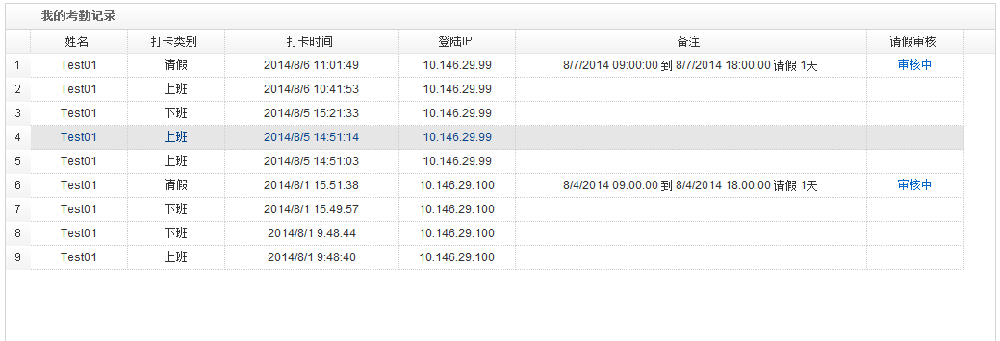 我的考勤记录
姓名 打卡类别 打卡时间 登陆IP 备注 请假审核
1 Test01 请假 2014/8/6 11:01:49 10.146.29.99 8/7/2014 09:00:00 到 8/7/2014 18:00:00 请假 1天 审核中
2 Test01 上班 2014/8/6 10:41:53 10.146.29.99
3 Test01 下班 2014/8/5 15:21:33 10.146.29.99
4 Test01 上班 2014/8/5 14:51:14 10.146.29.99
5 Test01 上班 2014/8/5 14:51:03 10.146.29.99
6 Test01 请假 2014/8/1 15:51:38 10.146.29.100 8/4/2014 09:00:00 到 8/4/2014 18:00:00 请假 1天 审核中
7 Test01 下班 2014/8/1 15:49:57 10.146.29.100
8 Test01 下班 2014/8/1 9:48:44 10.146.29.100
9 Test01 上班 2014/8/1 9:48:40 10.146.29.100